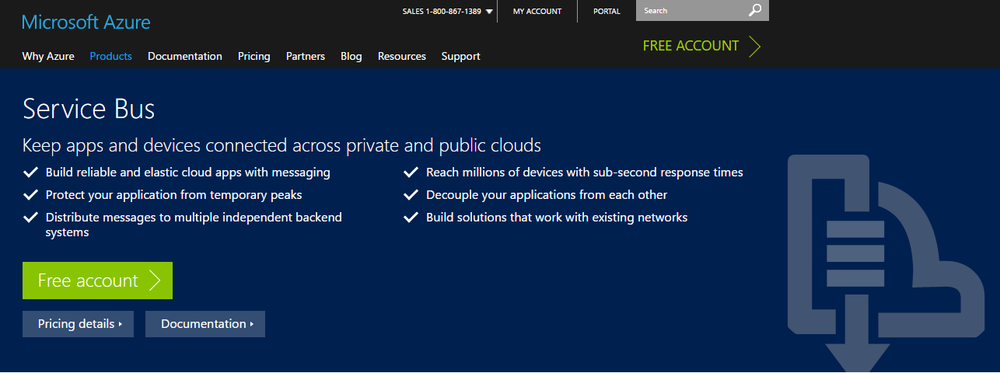 SALES 1-800-867-1389
MY ACCOUNT
PORTAL
Search
Microsoft Azure
FREE ACCOUNT
Why Azure Products Documentation Pricing Partners Blog Resources Support
Service Bus
Keep apps and devices connected across private and public clouds
Build reliable and elastic cloud apps with messaging
Protect your application from temporary peaks
Distribute messages to multiple independent backend
systems
Reach millions of devices with sub-second response times
Decouple your applications from each other
Build solutions that work with existing networks
Free account
Pricing details
Documentation